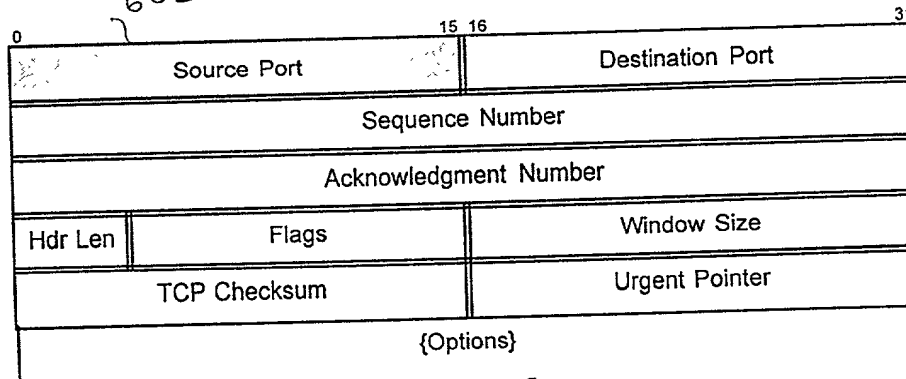 0 15 16
Source Port Destination Port
Sequence Number
Acknowledgment Number
Hdr Len Flags Window Size
TCP Checksum Urgent Pointer
{Options}